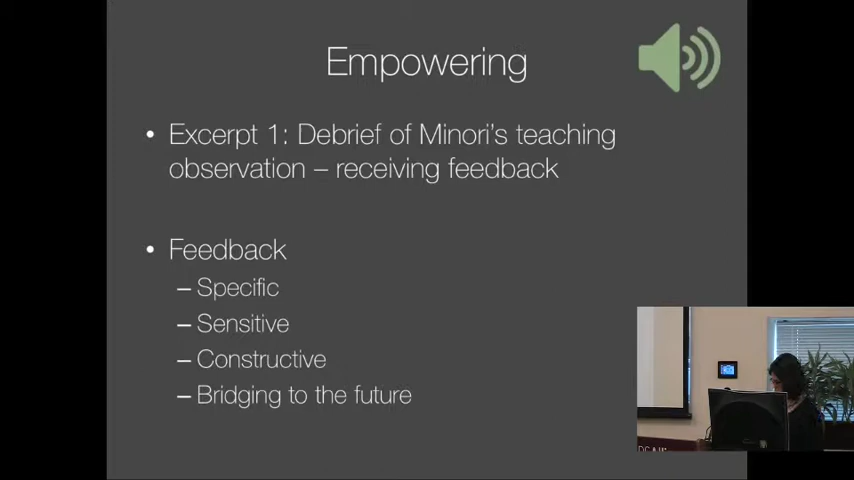 Empowering
• Excerpt 1: Debrief of Minori's teaching
observation – receiving feedback
• Feedback
– Specific
– Sensitive
– Constructive
– Bridging to the future